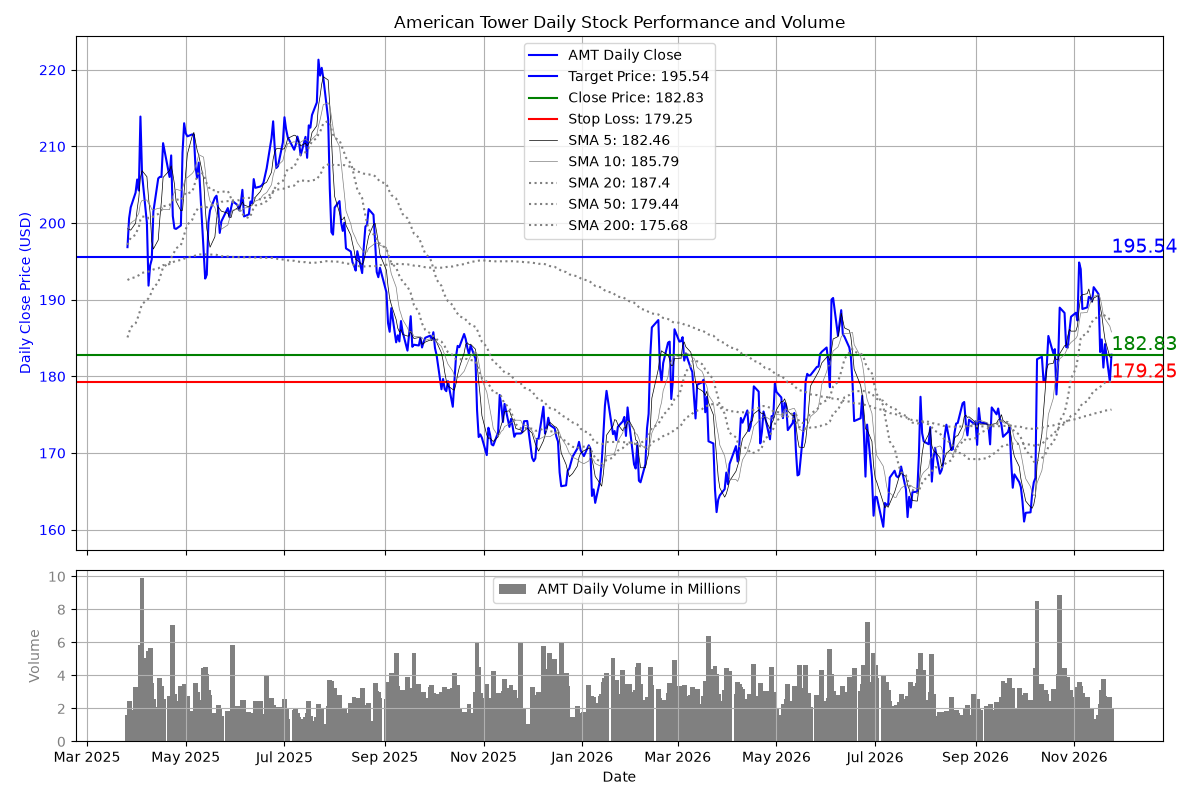 American Tower Daily Stock Performance and Volume
AMT Daily Close
Target Price: 195.54
Close Price: 182.83
Stop Loss: 179.25
SMA 5: 182.46
SMA 10: 185.79
SMA 20: 187.4
SMA 50: 179.44
SMA 200: 175.68
220
210
200
190
180
170
160
Daily Close Price (USD)
195.54
182.83
179.25
AMT Daily Volume in Millions
10
8
6
4
2
0
Volume
Mar 2025 May 2025 Jul 2025 Sep 2025 Nov 2025 Jan 2026 Mar 2026 May 2026 Jul 2026 Sep 2026 Nov 2026
Date